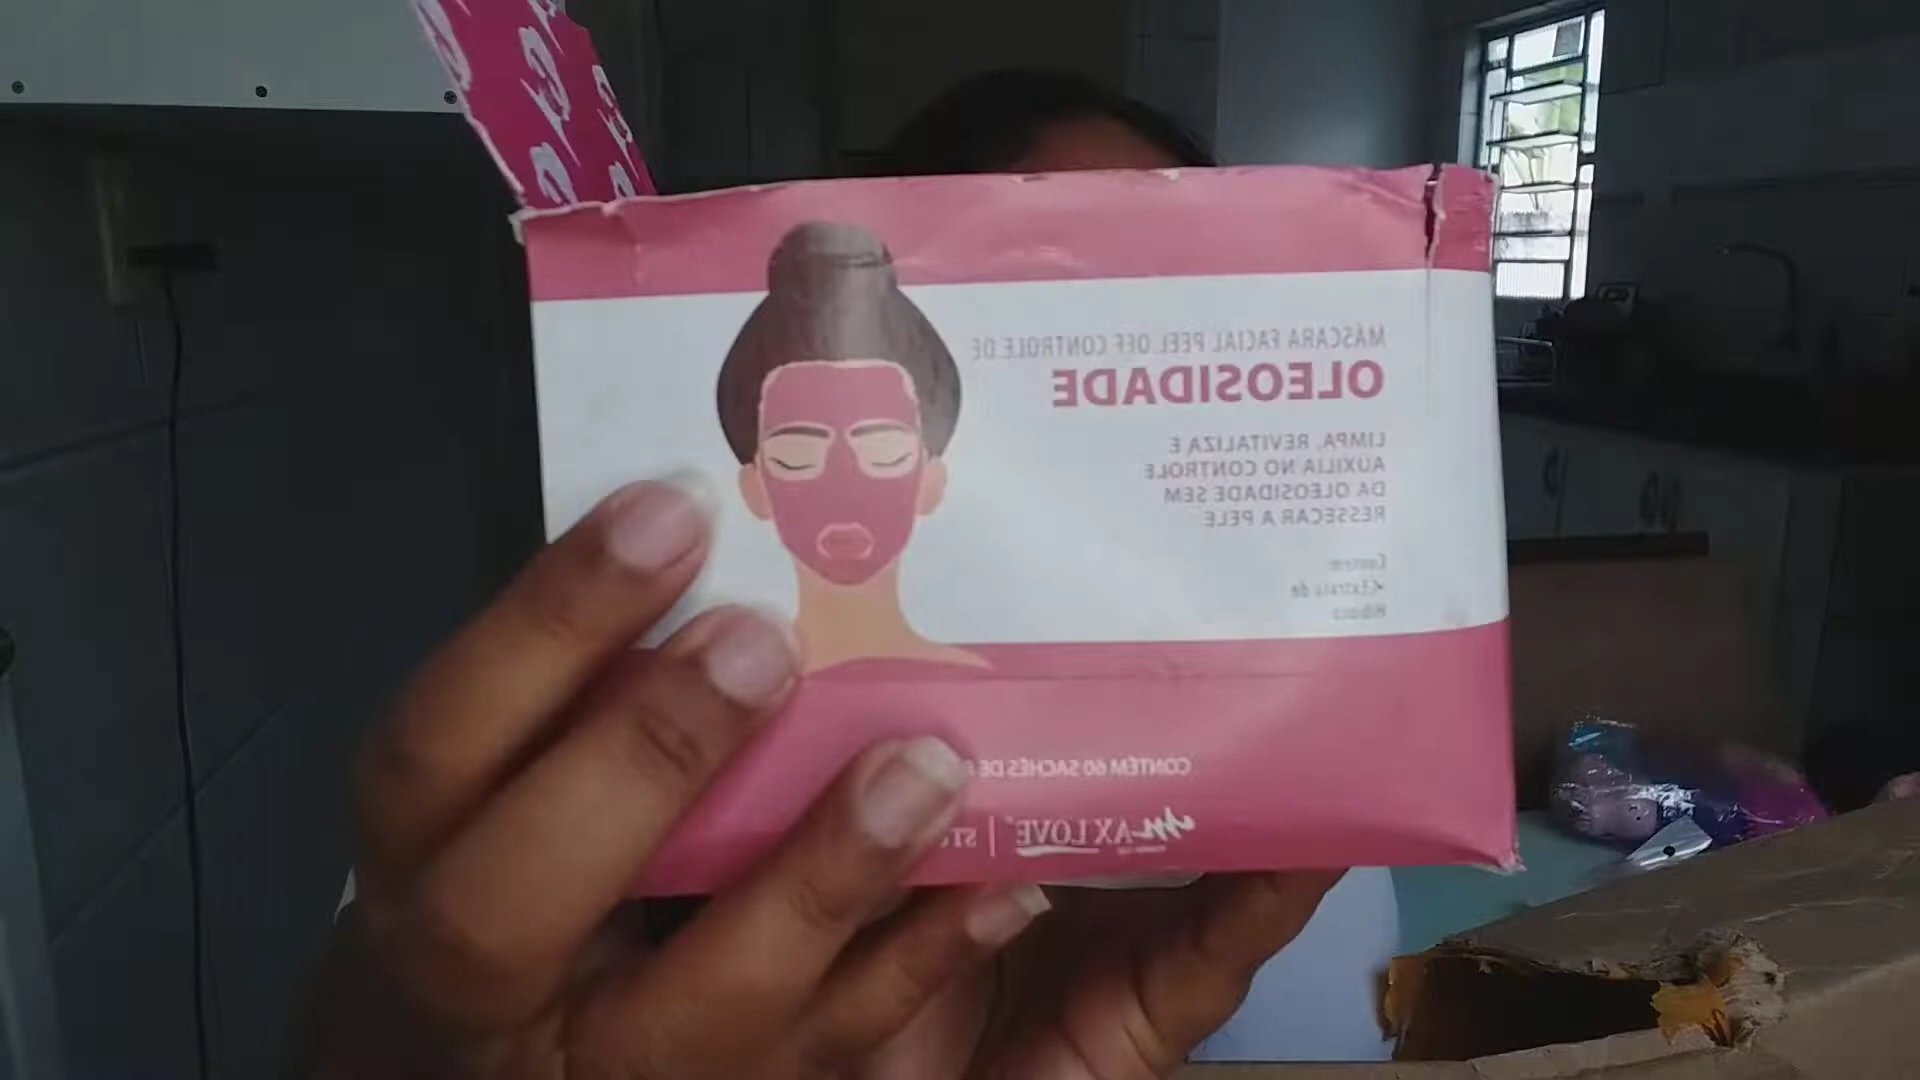 MÁSCARA FACIAL PEEL OFF CONTROLE DE
OLEOSIDADE
LIMPA, REVITALIZA E
AUXILIA NO CONTROLE
DA OLEOSIDADE SEM
RESSECAR A PELE
Contém
✓Extrato de
Hibisco
CONTÉM 60 SACHÊS DE
MAX LOVE